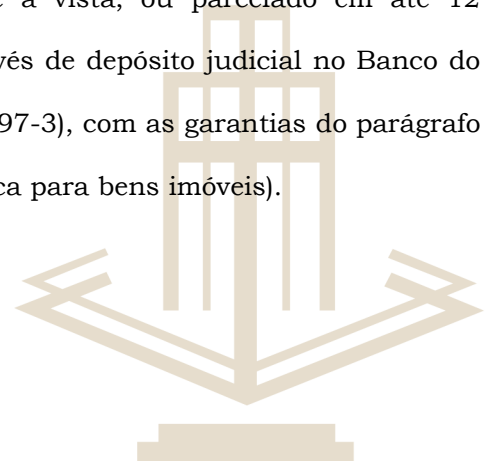 e à vista, ou parcelado em até 12
vés de depósito judicial no Banco do
97-3), com as garantias do parágrafo
ca para bens imóveis).